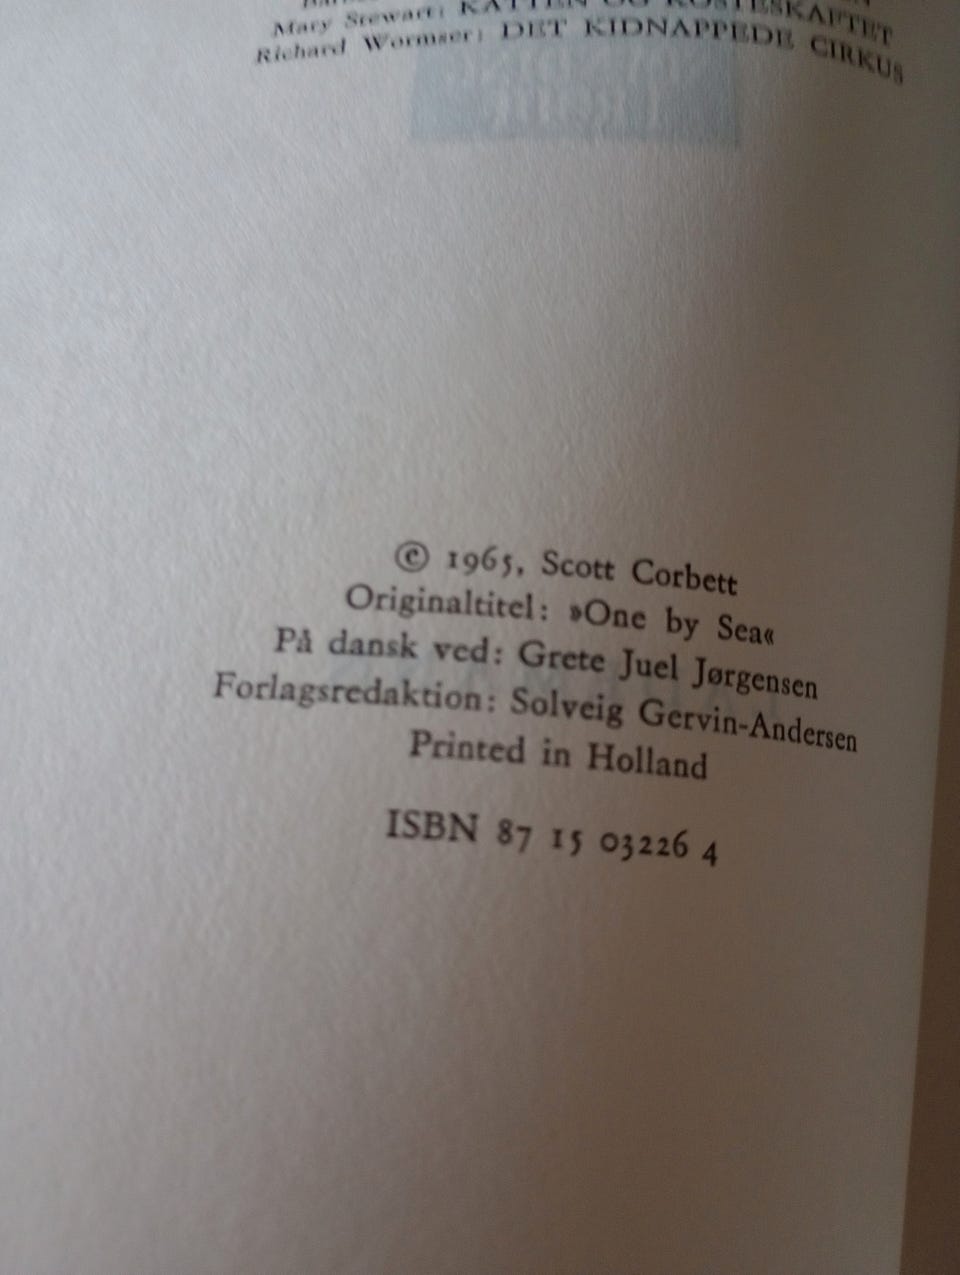 Mary Stewart: KATTEN OG KOSTESKAFTET
Richard Wormser: DET KIDNAPPEDE CIRKUS
© 1965, Scott Corbett
Originaltitel: »One by Sea«
På dansk ved: Grete Juel Jørgensen
Forlagsredaktion: Solveig Gervin-Andersen
Printed in Holland
ISBN 87 15 03226 4